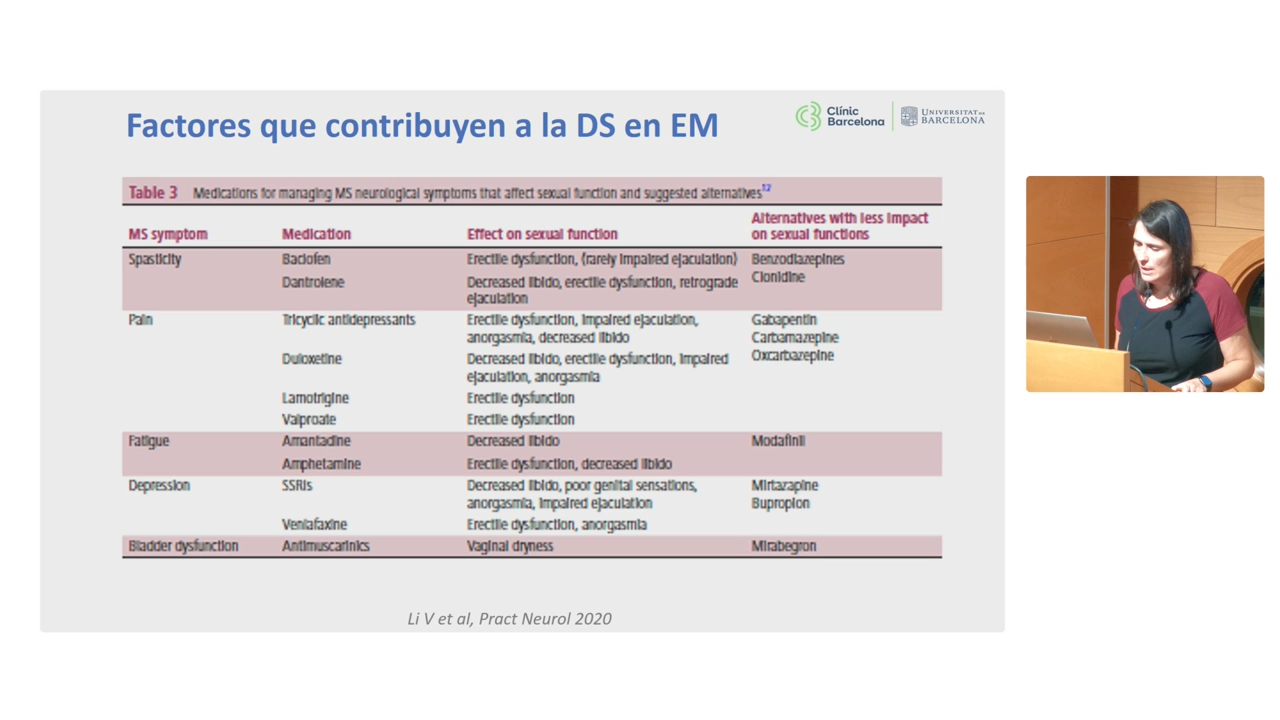 Factores que contribuyen a la DS en EM
Clínic
Barcelona
UNIVERSITAT DE
BARCELONA
Table 3 Medications for managing MS neurological symptoms that affect sexual function and suggested alternatives
MS symptom Medication Effect on sexual function Alternatives with less impact
on sexual functions
Spasticity Baclofen Erectile dysfunction, (rarely impaired ejaculation) Benzodiazepines
Clonidine
Dantrolene Decreased libido, erectile dysfunction, retrograde
ejaculation
Pain Tricyclic antidepressants Erectile dysfunction, impaired ejaculation, Gabapentin
anorgasmia, decreased libido Carbamazepine
Duloxetine Decreased libido, erectile dysfunction, impaired Oxcarbazepine
ejaculation, anorgasmia
Lamotrigine Erectile dysfunction
Valproate Erectile dysfunction
Fatigue Amantadine Decreased libido Modafinil
Amphetamine Erectile dysfunction, decreased libido
Depression SSRIs Decreased libido, poor genital sensations, Mirtazapine
anorgasmia, impaired ejaculation Bupropion
Venlafaxine Erectile dysfunction, anorgasmia
Bladder dysfunction Antimuscarinics Vaginal dryness Mirabegron
Li V et al, Pract Neurol 2020